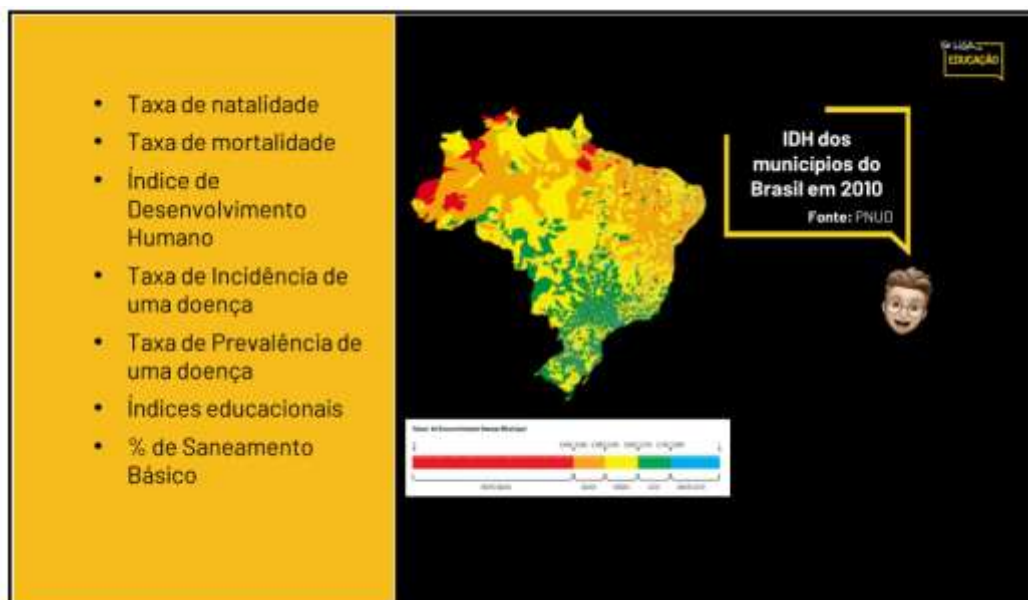 • Taxa de natalidade
• Taxa de mortalidade
• Índice de
Desenvolvimento
Humano
• Taxa de Incidência de
uma doença
• Taxa de Prevalência de
uma doença
• Índices educacionais
• % de Saneamento
Básico
EDUCAÇÃO
IDH dos
municípios do
Brasil em 2010
Fonte: PNUD